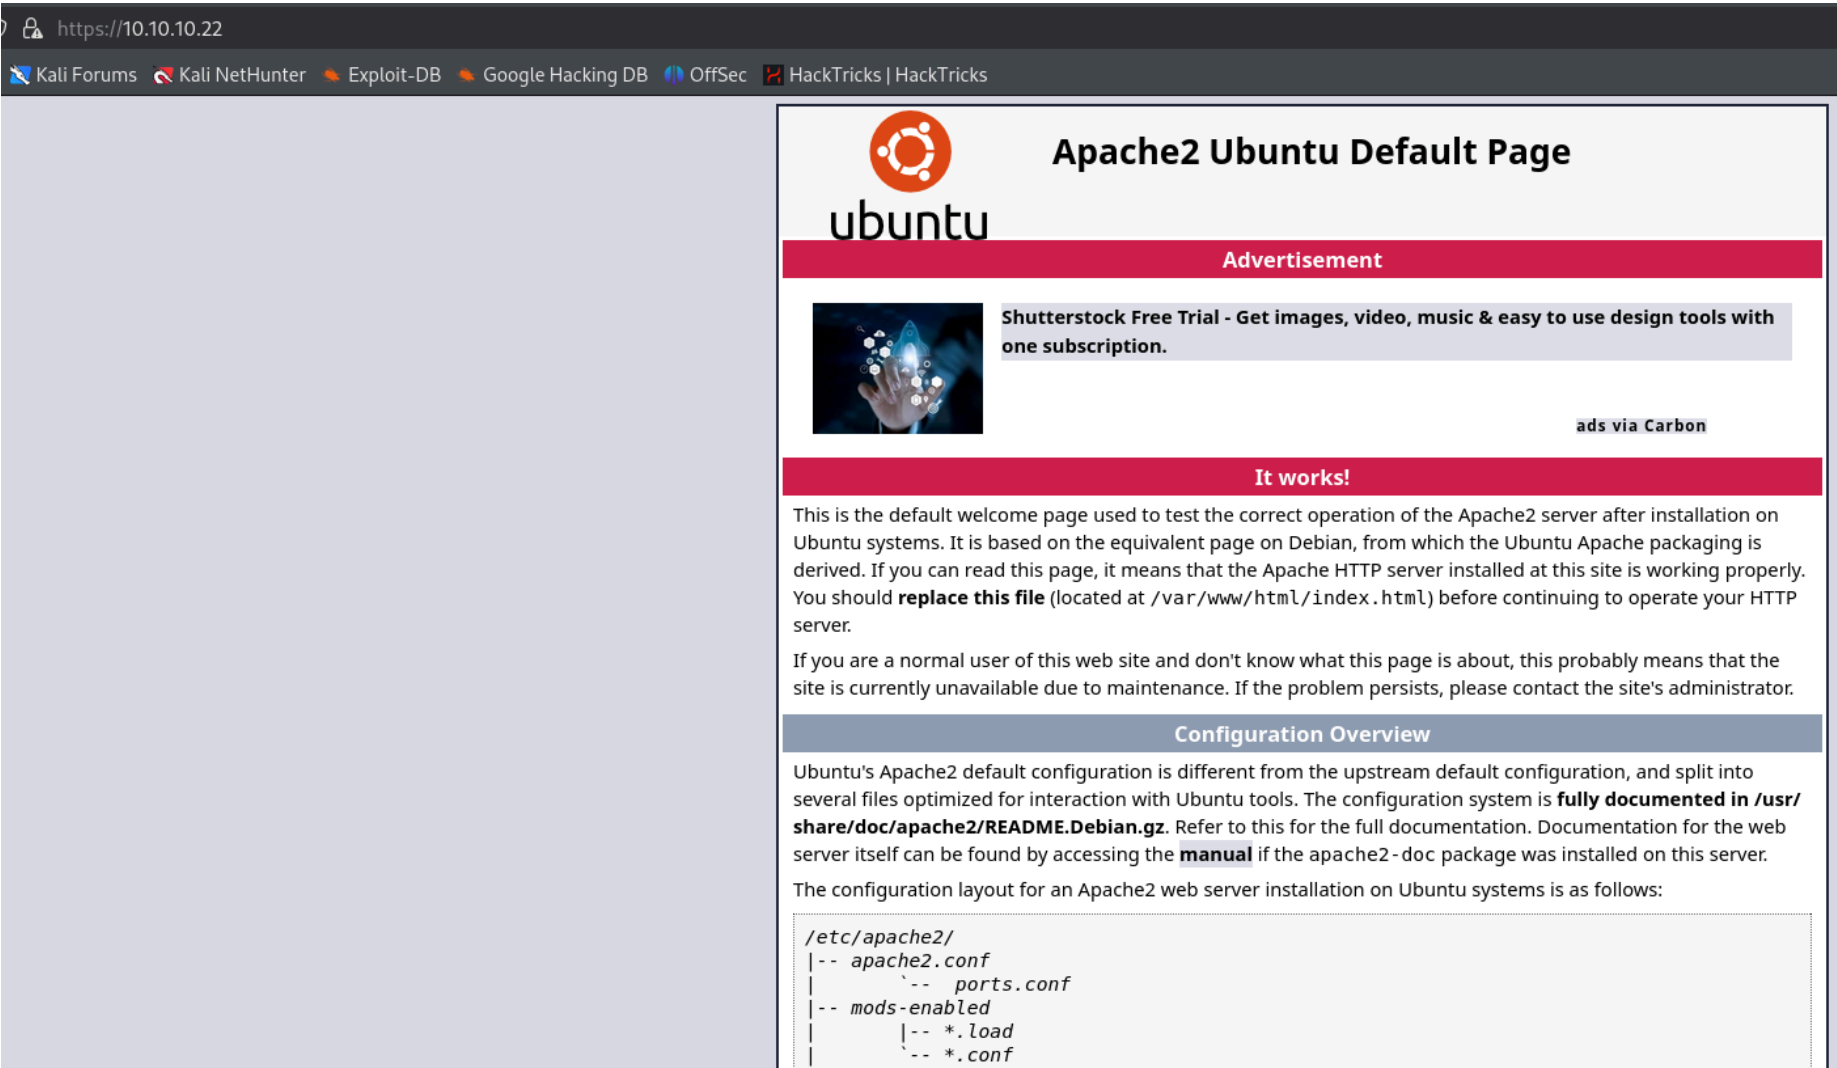 https://10.10.10.22
Kali Forums Kali NetHunter Exploit-DB Google Hacking DB OffSec HackTricks | HackTricks
ubuntu
Apache2 Ubuntu Default Page
Advertisement
Shutterstock Free Trial - Get images, video, music & easy to use design tools with
one subscription.
ads via Carbon
It works!
This is the default welcome page used to test the correct operation of the Apache2 server after installation on
Ubuntu systems. It is based on the equivalent page on Debian, from which the Ubuntu Apache packaging is
derived. If you can read this page, it means that the Apache HTTP server installed at this site is working properly.
You should replace this file (located at /var/www/html/index.html) before continuing to operate your HTTP
server.
If you are a normal user of this web site and don't know what this page is about, this probably means that the
site is currently unavailable due to maintenance. If the problem persists, please contact the site's administrator.
Configuration Overview
Ubuntu's Apache2 default configuration is different from the upstream default configuration, and split into
several files optimized for interaction with Ubuntu tools. The configuration system is fully documented in /usr/
share/doc/apache2/README.Debian.gz. Refer to this for the full documentation. Documentation for the web
server itself can be found by accessing the manual if the apache2-doc package was installed on this server.
The configuration layout for an Apache2 web server installation on Ubuntu systems is as follows:
/etc/apache2/
|-- apache2.conf
|       `--  ports.conf
|-- mods-enabled
|       |-- *.load
|       `-- *.conf